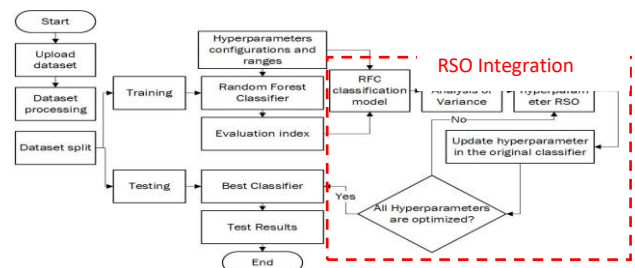 Start
Upload
dataset
Dataset
processing
Dataset split
Training
Testing
Hyperparameters
configurations and
ranges
Random Forest
Classifier
Evaluation index
Best Classifier
Test Results
End
RSO Integration
RFC
classification
model
Analysis of
Variance
hyperparam
eter RSO
No
Update hyperparameter
in the original classifier
All Hyperparameters
are optimized?
Yes